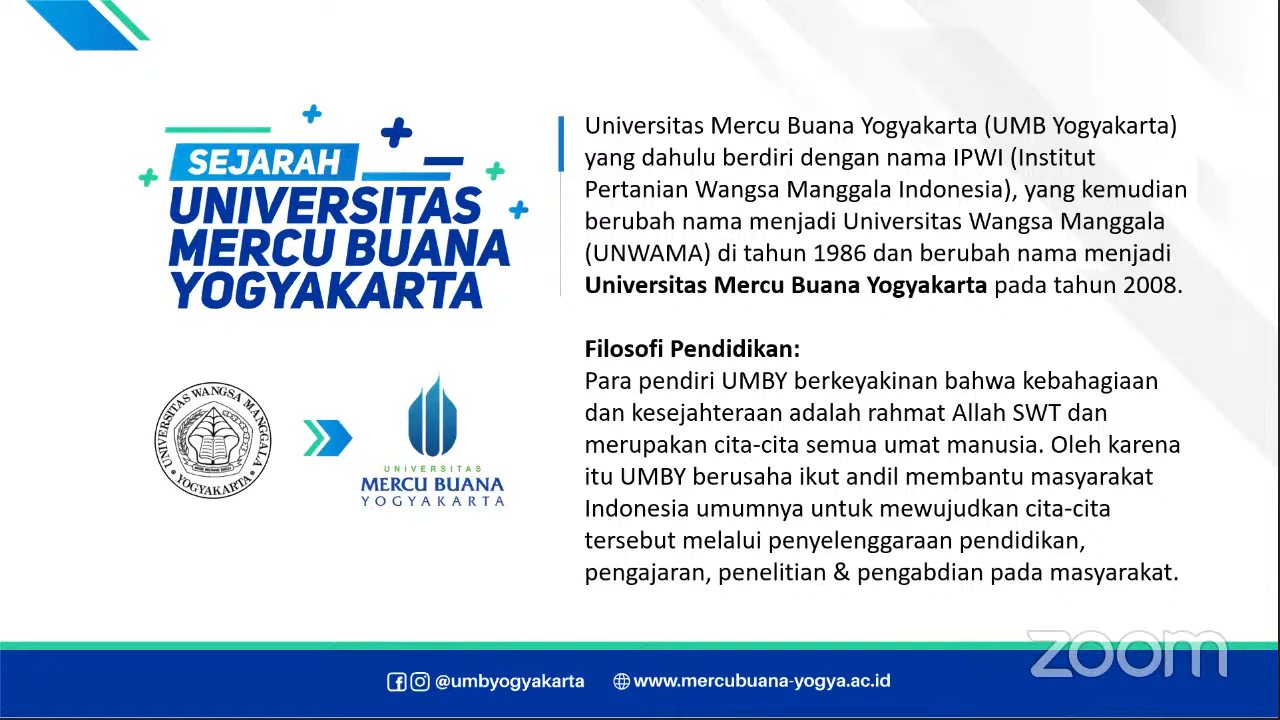 SEJARAH
UNIVERSITAS
MERCU BUANA
YOGYAKARTA
Universitas Mercu Buana Yogyakarta (UMB Yogyakarta)
yang dahulu berdiri dengan nama IPWI (Institut
Pertanian Wangsa Manggala Indonesia), yang kemudian
berubah nama menjadi Universitas Wangsa Manggala
(UNWAMA) di tahun 1986 dan berubah nama menjadi
Universitas Mercu Buana Yogyakarta pada tahun 2008.
Filosofi Pendidikan:
Para pendiri UMBY berkeyakinan bahwa kebahagiaan
dan kesejahteraan adalah rahmat Allah SWT dan
merupakan cita-cita semua umat manusia. Oleh karena
itu UMBY berusaha ikut andil membantu masyarakat
Indonesia umumnya untuk mewujudkan cita-cita
tersebut melalui penyelenggaraan pendidikan,
pengajaran, penelitian & pengabdian pada masyarakat.
UNIVERSITAS WANGSA MANGGALA
YOGYAKARTA
UNIVERSITAS
MERCU BUANA
YOGYAKARTA
@umbyogyakarta
www.mercubuana-yogya.ac.id
zoom